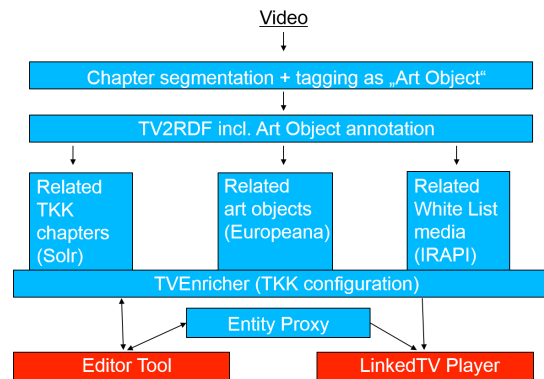 Video
Chapter segmentation + tagging as „Art Object“
TV2RDF incl. Art Object annotation
Related
TKK
chapters
(Solr)
Related
art objects
(Europeana)
Related
White List
media
(IRAPI)
TVEnricher (TKK configuration)
Entity Proxy
Editor Tool
LinkedTV Player